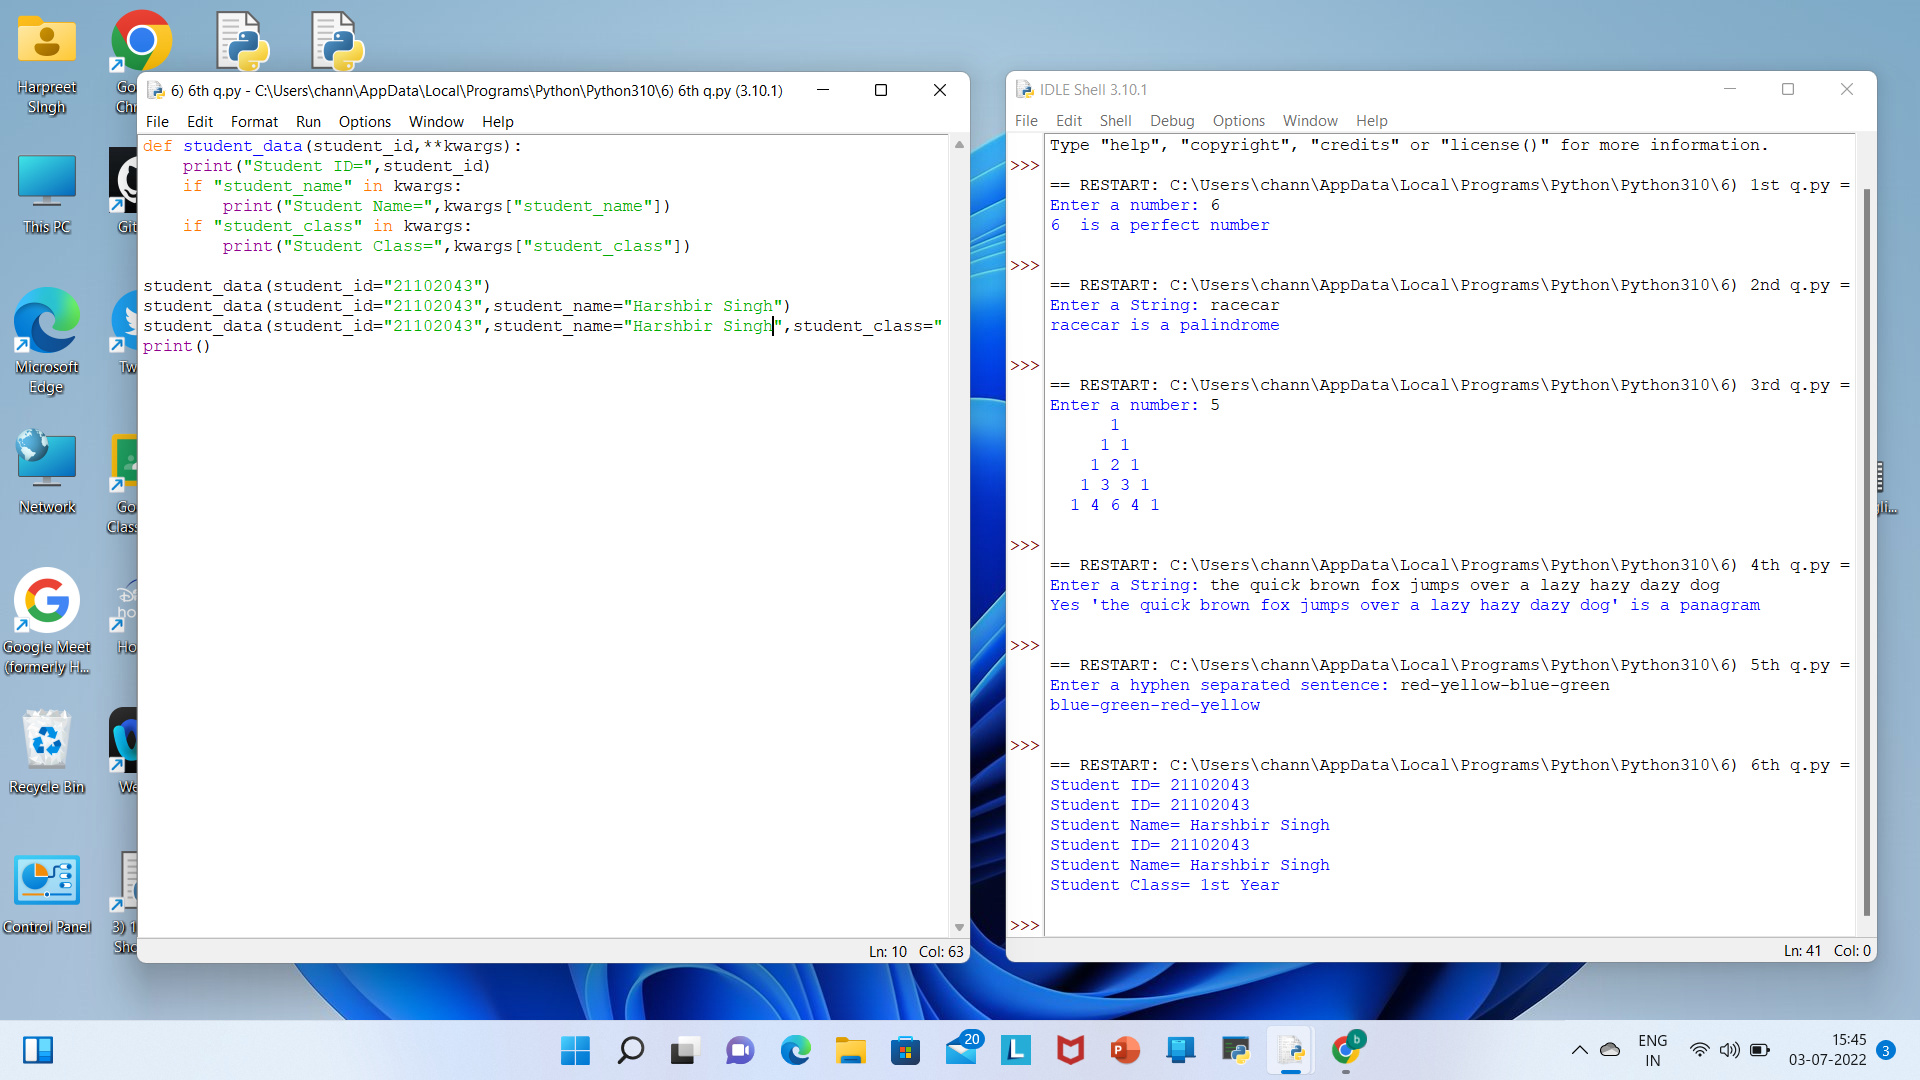 Harpreet
SIngh
This PC
Microsoft
Edge
Network
Google Meet
(formerly H...
Recycle Bin
Control Panel
Go
Chr
Git
Tw
Go
Class
Ho
We
3) 1
Sho
6) 6th q.py - C:\Users\chann\AppData\Local\Programs\Python\Python310\6) 6th q.py (3.10.1)
File Edit Format Run Options Window Help
def student_data(student_id,**kwargs):
    print("Student ID=",student_id)
    if "student_name" in kwargs:
        print("Student Name=",kwargs["student_name"])
    if "student_class" in kwargs:
        print("Student Class=",kwargs["student_class"])
student_data(student_id="21102043")
student_data(student_id="21102043",student_name="Harshbir Singh")
student_data(student_id="21102043",student_name="Harshbir Singh",student_class="
print()
Ln: 10 Col: 63
IDLE Shell 3.10.1
File Edit Shell Debug Options Window Help
Type "help", "copyright", "credits" or "license()" for more information.
>>>
== RESTART: C:\Users\chann\AppData\Local\Programs\Python\Python310\6) 1st q.py =
Enter a number: 6
6  is a perfect number
>>>
== RESTART: C:\Users\chann\AppData\Local\Programs\Python\Python310\6) 2nd q.py =
Enter a String: racecar
racecar is a palindrome
>>>
== RESTART: C:\Users\chann\AppData\Local\Programs\Python\Python310\6) 3rd q.py =
Enter a number: 5
1
1 1
1 2 1
1 3 3 1
1 4 6 4 1
>>>
== RESTART: C:\Users\chann\AppData\Local\Programs\Python\Python310\6) 4th q.py =
Enter a String: the quick brown fox jumps over a lazy hazy dazy dog
Yes 'the quick brown fox jumps over a lazy hazy dazy dog' is a panagram
>>>
== RESTART: C:\Users\chann\AppData\Local\Programs\Python\Python310\6) 5th q.py =
Enter a hyphen separated sentence: red-yellow-blue-green
blue-green-red-yellow
>>>
== RESTART: C:\Users\chann\AppData\Local\Programs\Python\Python310\6) 6th q.py =
Student ID= 21102043
Student ID= 21102043
Student Name= Harshbir Singh
Student ID= 21102043
Student Name= Harshbir Singh
Student Class= 1st Year
>>>
Ln: 41 Col: 0
20
b
ENG
IN
15:45
03-07-2022
3